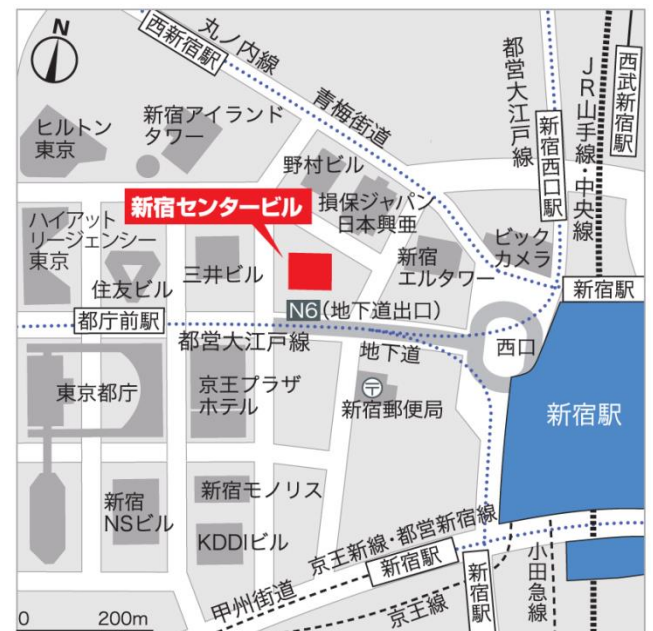 N
丸ノ内線
西新宿駅
青梅街道
都営大江戸線
新宿西口駅
JR山手線・中央線
西武新宿駅
ヒルトン
東京
新宿アイランド
タワー
野村ビル
新宿センタービル
損保ジャパン
日本興亜
ハイアット
リージェンシー
東京
住友ビル
三井ビル
新宿
エルタワー
ビック
カメラ
新宿駅
N6(地下道出口)
都庁前駅
都営大江戸線
地下道
西口
東京都庁
京王プラザ
ホテル
〒
新宿郵便局
新宿駅
新宿
NSビル
新宿モノリス
KDDIビル
京王新線・都営新宿線
新宿駅
甲州街道
京王線
新宿駅
小田急線
0 200m